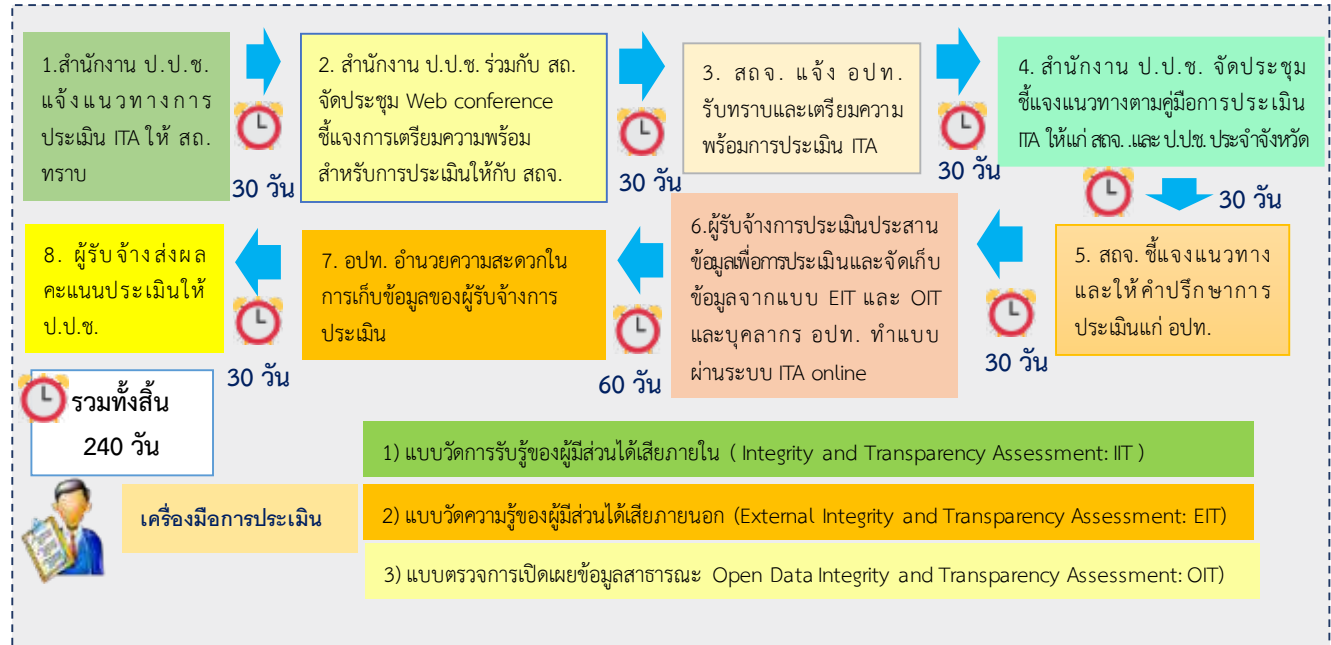 1.สำนักงาน ป.ป.ช.
แจ้งแนวทางการ
ประเมิน ITA ให้ สถ.
ทราบ
30 วัน
2. สำนักงาน ป.ป.ช. ร่วมกับ สถ.
จัดประชุม Web conference
ชี้แจงการเตรียมความพร้อม
สำหรับการประเมินให้กับ สถจ.
30 วัน
3. สถจ. แจ้ง อปท.
รับทราบและเตรียมความ
พร้อมการประเมิน ITA
30 วัน
4. สำนักงาน ป.ป.ช. จัดประชุม
ชี้แจงแนวทางตามคู่มือการประเมิน
ITA ให้แก่ สถจ. .และ ป.ป.ช. ประจำจังหวัด
30 วัน
5. สถจ. ชี้แจงแนวทาง
และให้คำปรึกษาการ
ประเมินแก่ อปท.
30 วัน
6.ผู้รับจ้างการประเมินประสาน
ข้อมูลเพื่อการประเมินและจัดเก็บ
ข้อมูลจากแบบ EIT และ OIT
และบุคลากร อปท. ทำแบบ
ผ่านระบบ ITA online
60 วัน
7. อปท. อำนวยความสะดวกใน
การเก็บข้อมูลของผู้รับจ้างการ
ประเมิน
30 วัน
8. ผู้รับจ้างส่งผล
คะแนนประเมินให้
ป.ป.ช.
รวมทั้งสิ้น
240 วัน
เครื่องมือการประเมิน
1) แบบวัดการรับรู้ของผู้มีส่วนได้เสียภายใน ( Integrity and Transparency Assessment: IIT )
2) แบบวัดความรู้ของผู้มีส่วนได้เสียภายนอก (External Integrity and Transparency Assessment: EIT)
3) แบบตรวจการเปิดเผยข้อมูลสาธารณะ Open Data Integrity and Transparency Assessment: OIT)